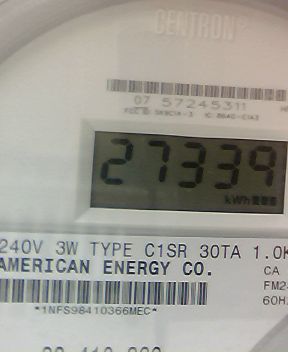 CENTRON®
07 57245311
27339
kWh
240V 3W TYPE C1SR 30TA 1.0K
AMERICAN ENERGY CO.
CA
FM2
*1NFS98410366MEC*
60H